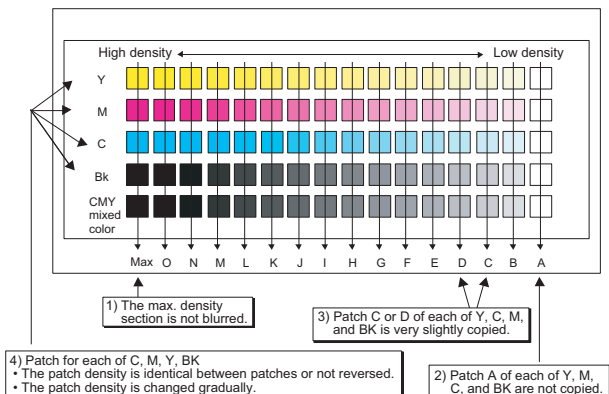 High density Low density
Y
M
C
Bk
CMY
mixed
color
Max O N M L K J I H G F E D C B A
1) The max. density
section is not blurred.
3) Patch C or D of each of Y, C, M,
and BK is very slightly copied.
4) Patch for each of C, M, Y, BK
• The patch density is identical between patches or not reversed.
• The patch density is changed gradually.
2) Patch A of each of Y, M,
C, and BK are not copied.